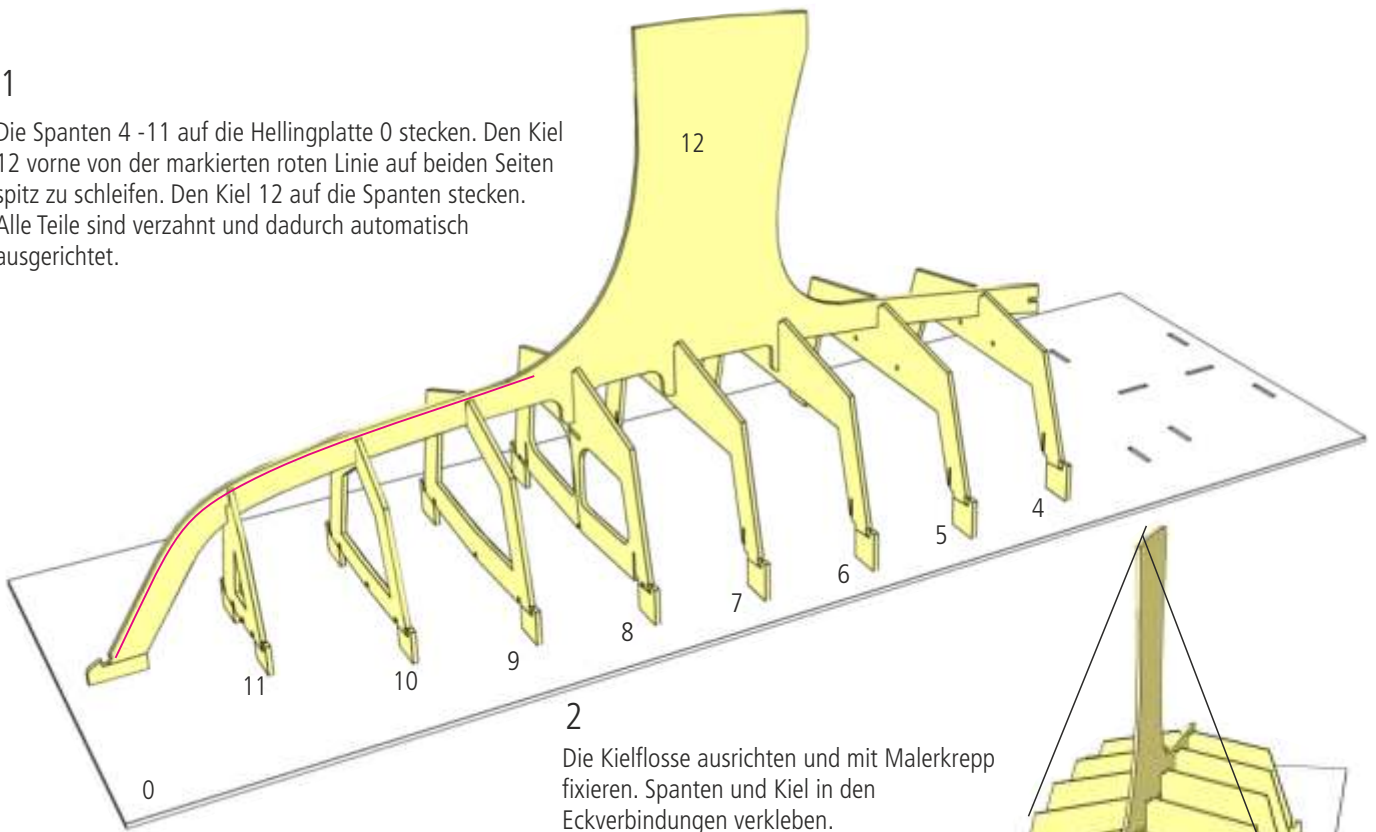 1
Die Spanten 4 -11 auf die Hellingplatte 0 stecken. Den Kiel
12 vorne von der markierten roten Linie auf beiden Seiten
spitz zu schleifen. Den Kiel 12 auf die Spanten stecken.
Alle Teile sind verzahnt und dadurch automatisch
ausgerichtet.
12
4
5
6
7
8
9
10
11
0
2
Die Kielflosse ausrichten und mit Malerkrepp
fixieren. Spanten und Kiel in den
Eckverbindungen verkleben.